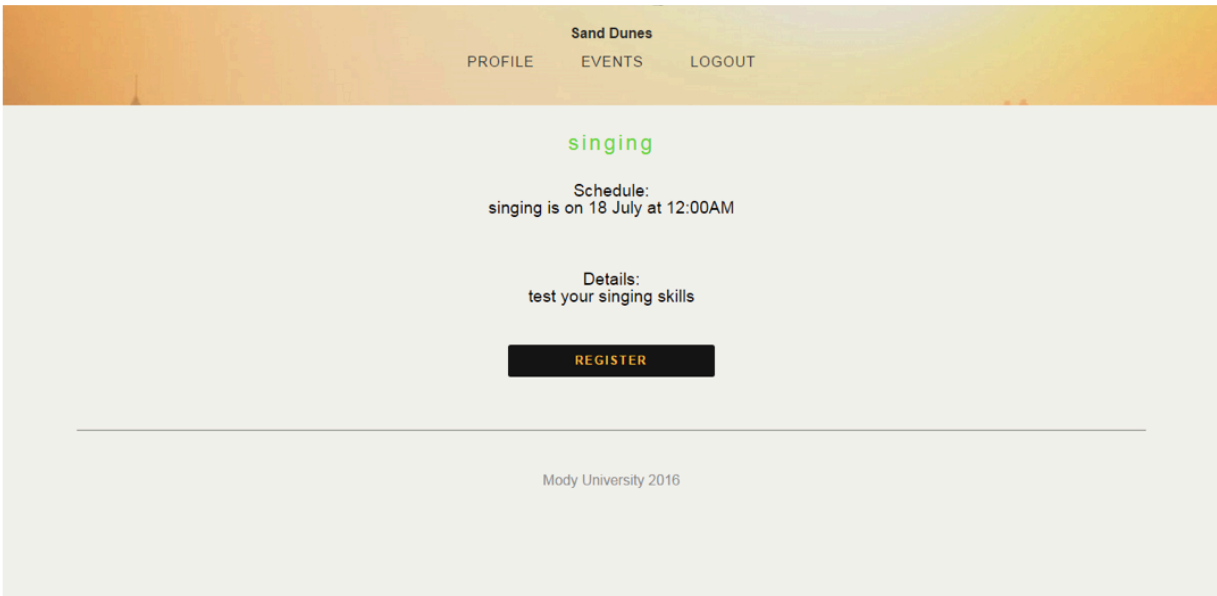 Sand Dunes
PROFILE EVENTS LOGOUT
singing
Schedule:
singing is on 18 July at 12:00AM
Details:
test your singing skills
REGISTER
Mody University 2016